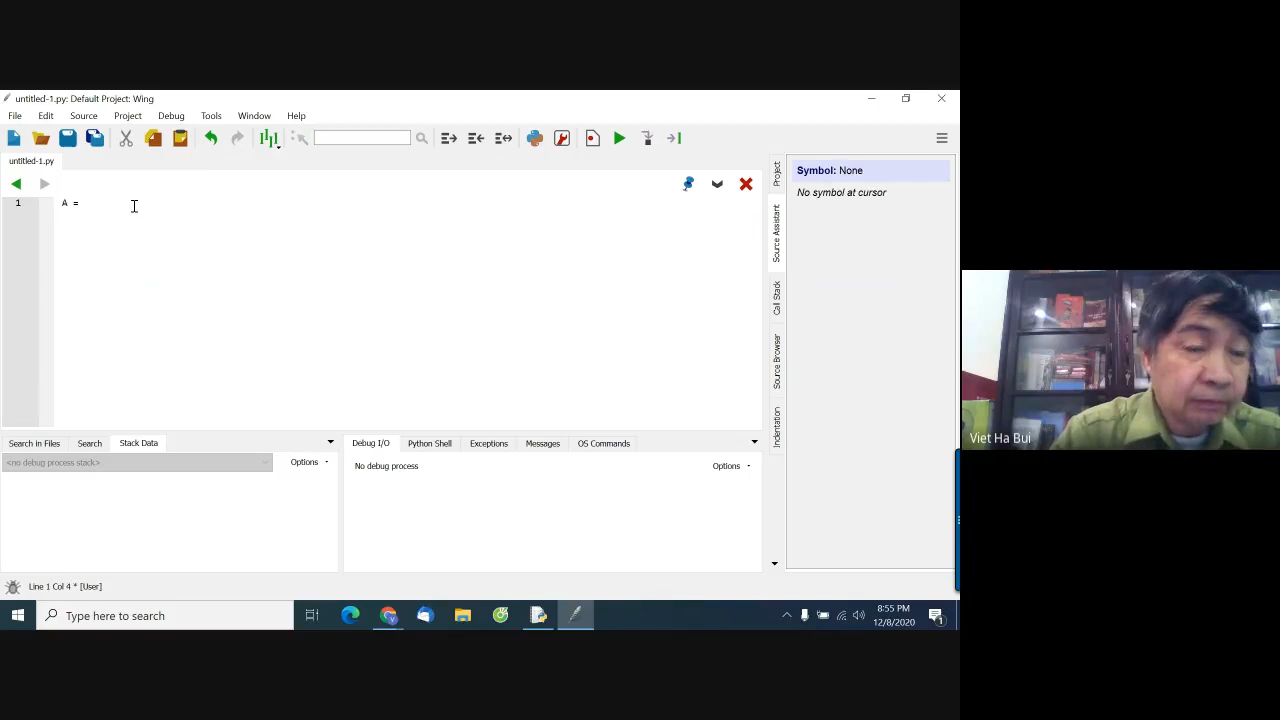 untitled-1.py: Default Project: Wing
File Edit Source Debug Tools Window Help
Project
untitled-1.py
1 A =
Symbol: None
No symbol at cursor
Project
Source Assistant
Call Stack
Source Browser
Indentation
Search in Files Search Stack Data
<no debug process stack> Options
Debug I/O Python Shell Exceptions Messages OS Commands
No debug process Options
Line 1 Col 4 * [User]
Type here to search
8:55 PM
12/8/2020
1
Viet Ha Bui